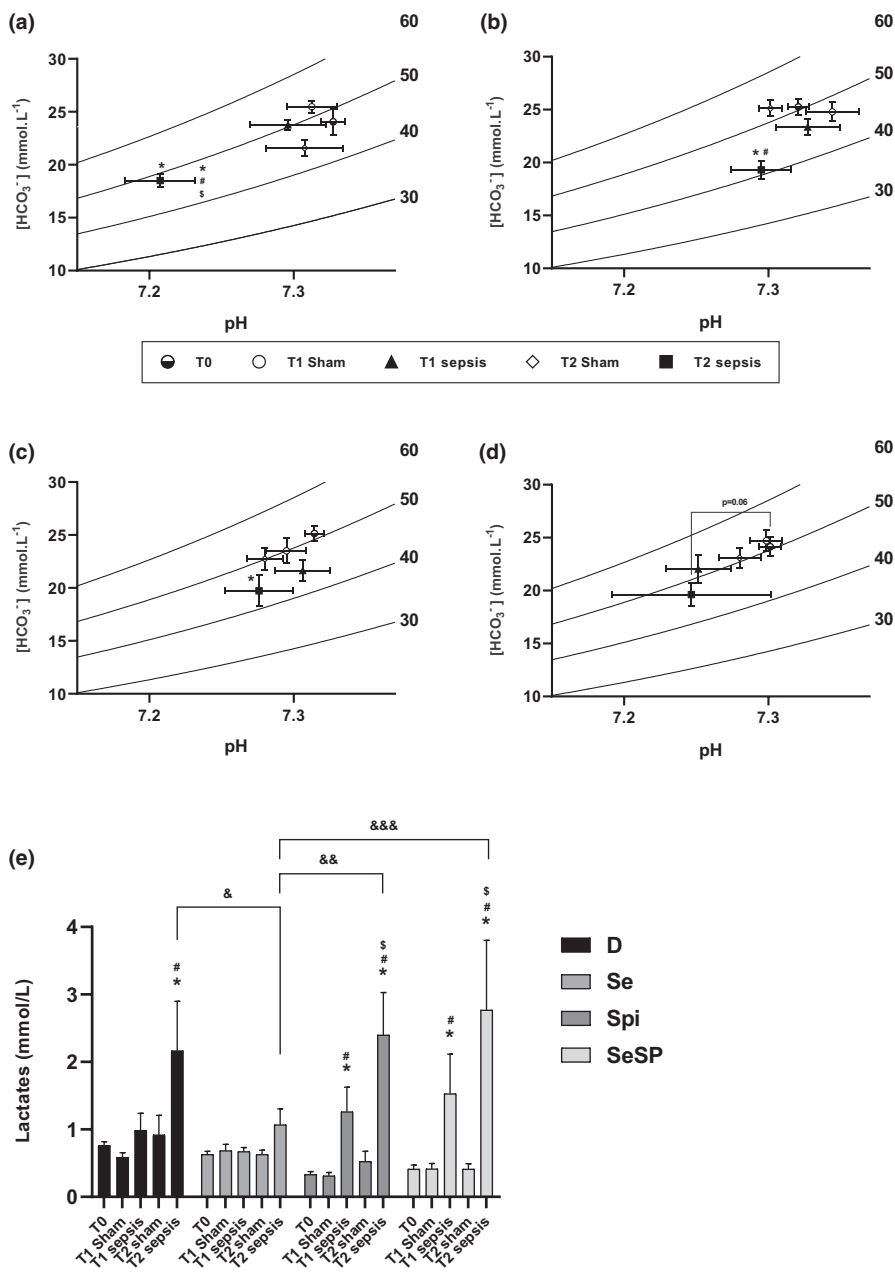 (a)
60
30
50
25
40
20
30
15
10
[HCO₃⁻] (mmol.L⁻¹)
*
*
#
$
7.2
7.3
pH
(b)
60
30
50
25
40
20
30
15
10
[HCO₃⁻] (mmol.L⁻¹)
* #
7.2
7.3
pH
T0
T1 Sham
T1 sepsis
T2 Sham
T2 sepsis
(c)
60
30
50
25
40
20
30
15
10
[HCO₃⁻] (mmol.L⁻¹)
*
7.2
7.3
pH
(d)
60
30
50
25
40
20
30
15
10
[HCO₃⁻] (mmol.L⁻¹)
p=0.06
7.2
7.3
pH
(e)
&&&
&&
&
4
3
2
1
0
Lactates (mmol/L)
#
*
#
*
$
#
*
#
*
$
#
*
T0
T1 Sham
T1 sepsis
T2 sham
T2 sepsis
T0
T1 Sham
T1 sepsis
T2 sham
T2 sepsis
T0
T1 Sham
T1 sepsis
T2 sham
T2 sepsis
T0
T1 Sham
T1 sepsis
T2 sham
T2 sepsis
D
Se
Spi
SeSP